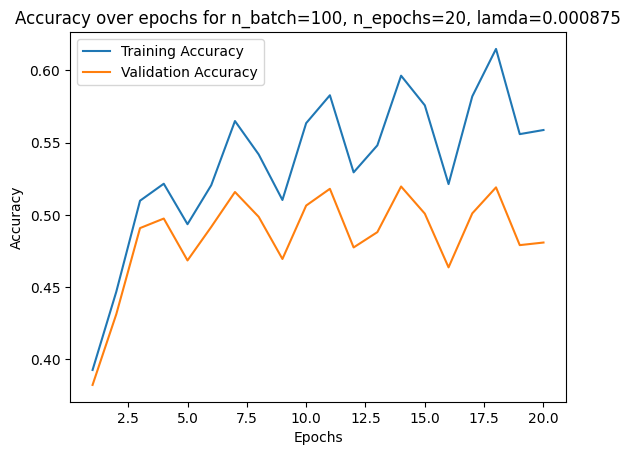 Accuracy over epochs for n_batch=100, n_epochs=20, lamda=0.000875
Training Accuracy
Validation Accuracy
0.60
0.55
0.50
0.45
0.40
Accuracy
2.5 5.0 7.5 10.0 12.5 15.0 17.5 20.0
Epochs